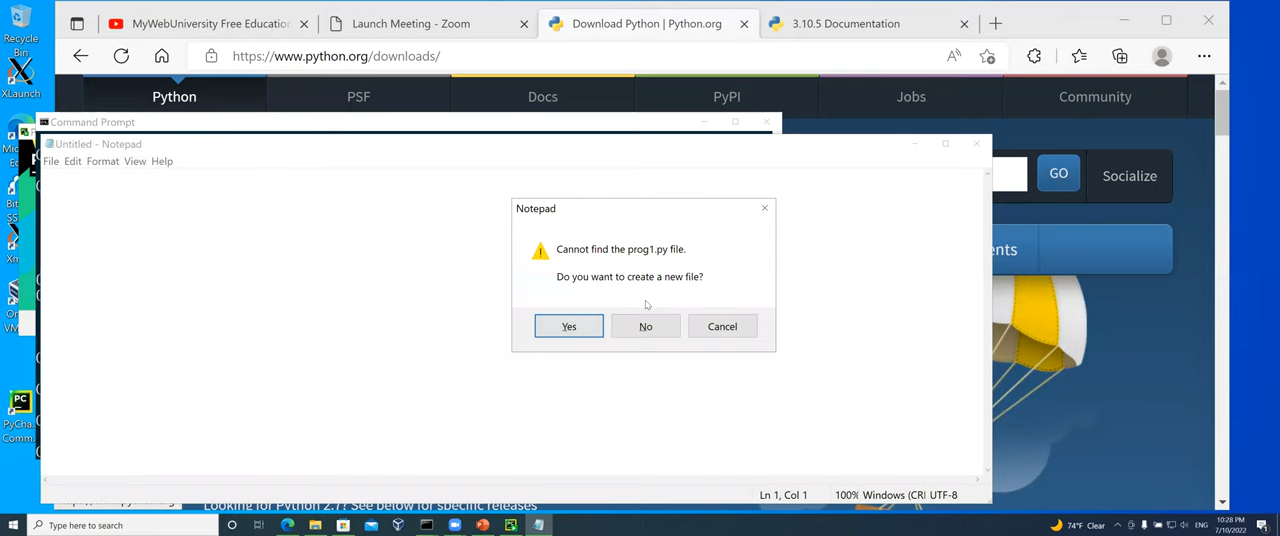 Recycle
Bin
XLaunch
MyWebUniversity Free Education
Launch Meeting - Zoom
Download Python | Python.org
3.10.5 Documentation
https://www.python.org/downloads/
Python
PSF
Docs
PyPI
Jobs
Community
Command Prompt
GO
Socialize
Untitled - Notepad
File Edit Format View Help
Notepad
Cannot find the prog1.py file.
Do you want to create a new file?
Yes
No
Cancel
PC
PyCha...
Comm...
Ln 1, Col 1
100%
Windows (CRL
UTF-8
Looking for Python 2.7? See below for specific releases
Type here to search
74°F Clear
ENG
10:28 PM
7/10/2022